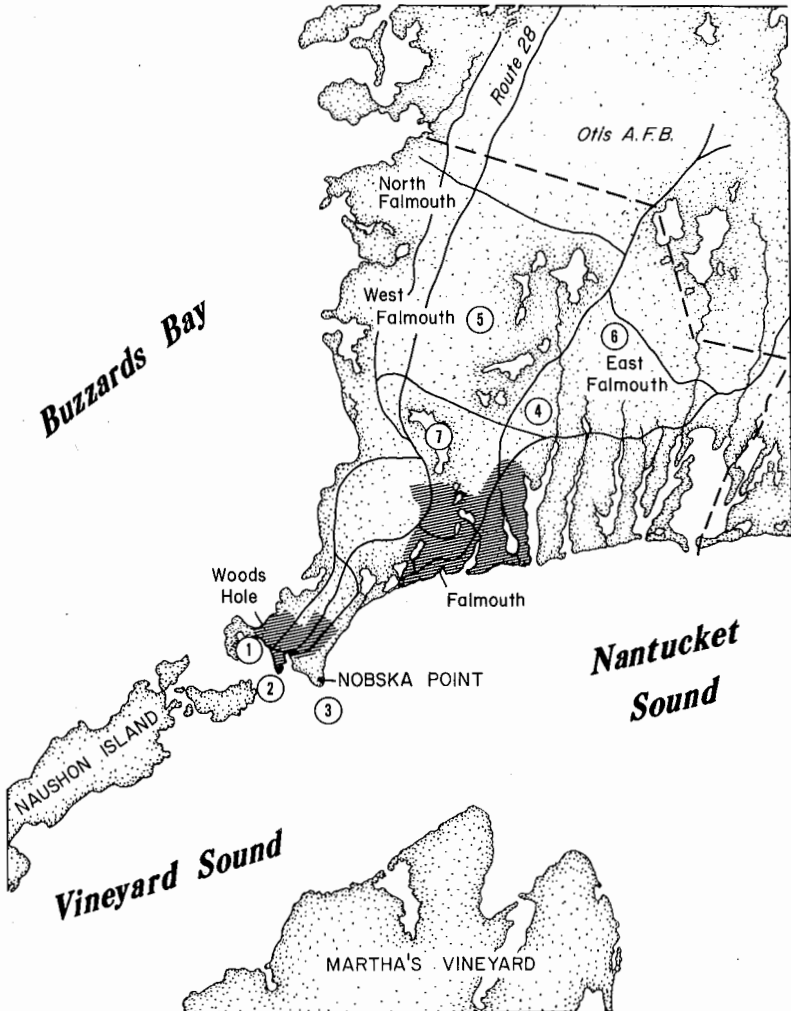 Route 28
Otis A.F.B.
North
Falmouth
West
Falmouth
5
6
East
Falmouth
Buzzards Bay
4
7
Woods
Hole
Falmouth
1
2
NOBSKA POINT
3
Nantucket
Sound
NAUSHON ISLAND
Vineyard Sound
MARTHA'S VINEYARD